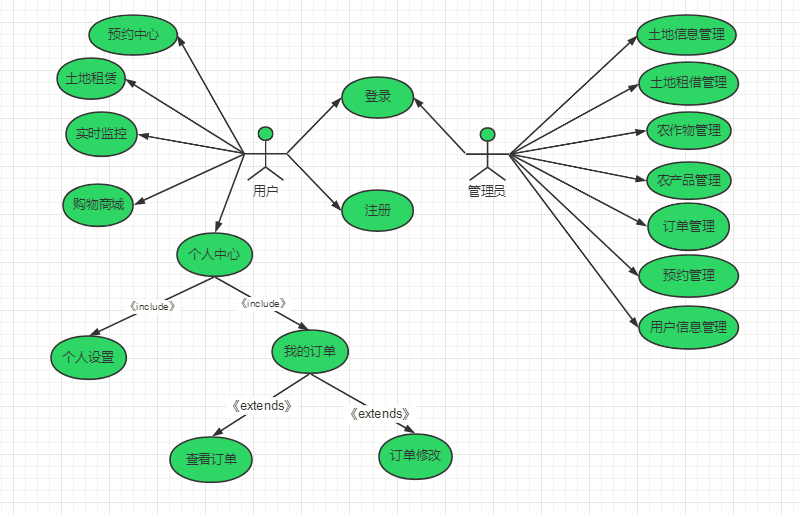 预约中心
土地信息管理
土地租赁
土地租借管理
登录
实时监控
农作物管理
用户
管理员
农产品管理
购物商城
注册
订单管理
个人中心
预约管理
《include》
《include》
用户信息管理
个人设置
我的订单
《extends》
《extends》
查看订单
订单修改